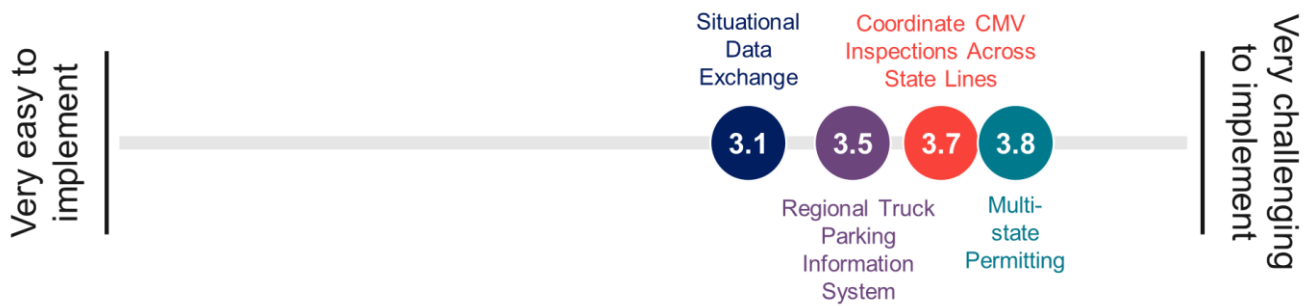 Very easy to
implement
Situational
Data
Exchange
Coordinate CMV
Inspections Across
State Lines
3.1
3.5
3.7
3.8
Regional Truck
Parking
Information
System
Multi-
state
Permitting
Very challenging
to implement